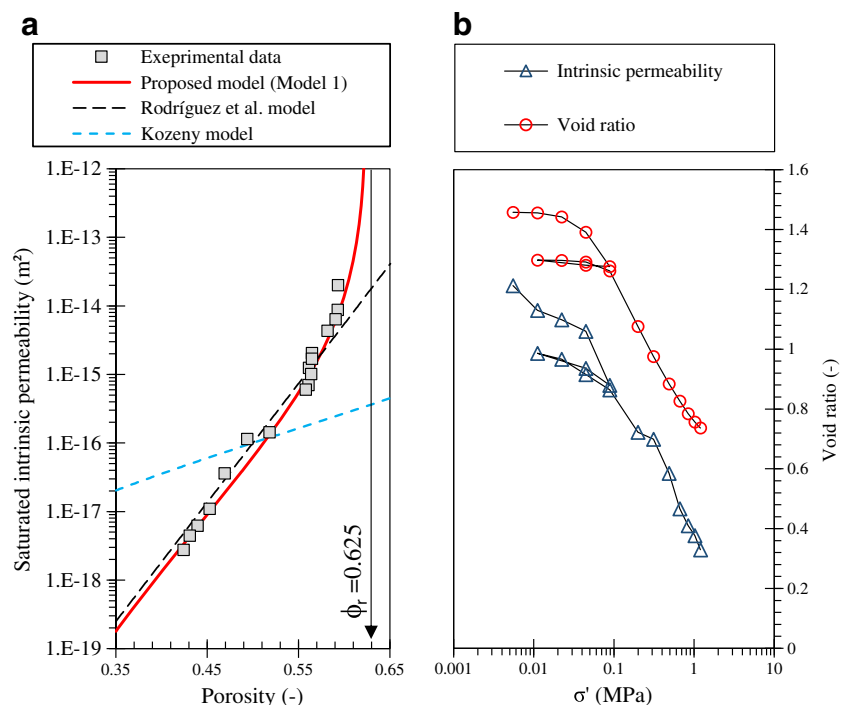 a
Exeprimental data
Proposed model (Model 1)
Rodríguez et al. model
Kozeny model
Saturated intrinsic permeability (m²)
1.E-12
1.E-13
1.E-14
1.E-15
1.E-16
1.E-17
1.E-18
1.E-19
ϕr =0.625
0.35
0.45
0.55
0.65
Porosity (-)
b
Intrinsic permeability
Void ratio
1.6
1.4
1.2
1
0.8
0.6
0.4
0.2
0
Void ratio (-)
0.001
0.01
0.1
1
10
σ' (MPa)